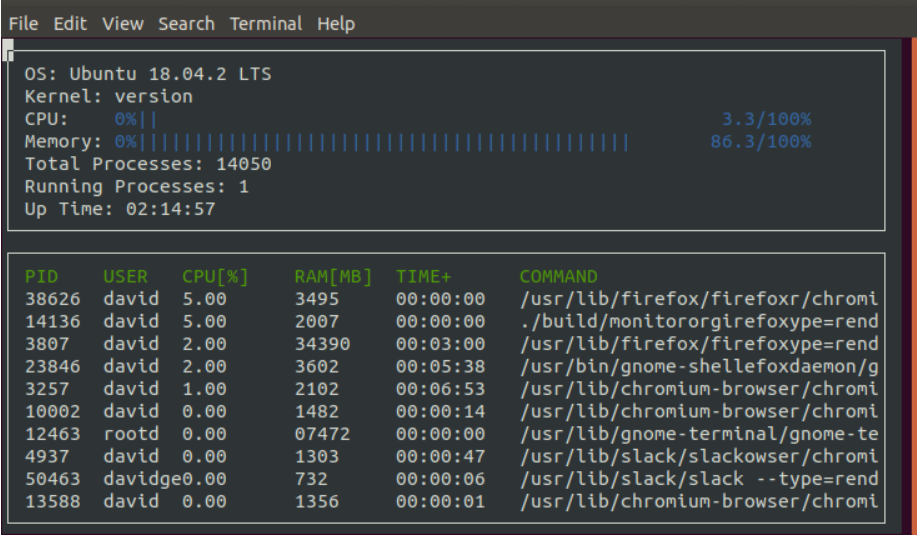 File Edit View Search Terminal Help
OS: Ubuntu 18.04.2 LTS
Kernel: version
CPU: 0%|| 3.3/100%
Memory: 0%|||||||||||||||||||||||||||||||||||||||||||| 86.3/100%
Total Processes: 14050
Running Processes: 1
Up Time: 02:14:57
PID USER CPU[%] RAM[MB] TIME+ COMMAND
38626 david 5.00 3495 00:00:00 /usr/lib/firefox/firefoxr/chromi
14136 david 5.00 2007 00:00:00 ./build/monitororgirefoxype=rend
3807 david 2.00 34390 00:03:00 /usr/lib/firefox/firefoxype=rend
23846 david 2.00 3602 00:05:38 /usr/bin/gnome-shellefoxdaemon/g
3257 david 1.00 2102 00:06:53 /usr/lib/chromium-browser/chromi
10002 david 0.00 1482 00:00:14 /usr/lib/chromium-browser/chromi
12463 rootd 0.00 07472 00:00:00 /usr/lib/gnome-terminal/gnome-te
4937 david 0.00 1303 00:00:47 /usr/lib/slack/slackowser/chromi
50463 davidge0.00 732 00:00:06 /usr/lib/slack/slack --type=rend
13588 david 0.00 1356 00:00:01 /usr/lib/chromium-browser/chromi